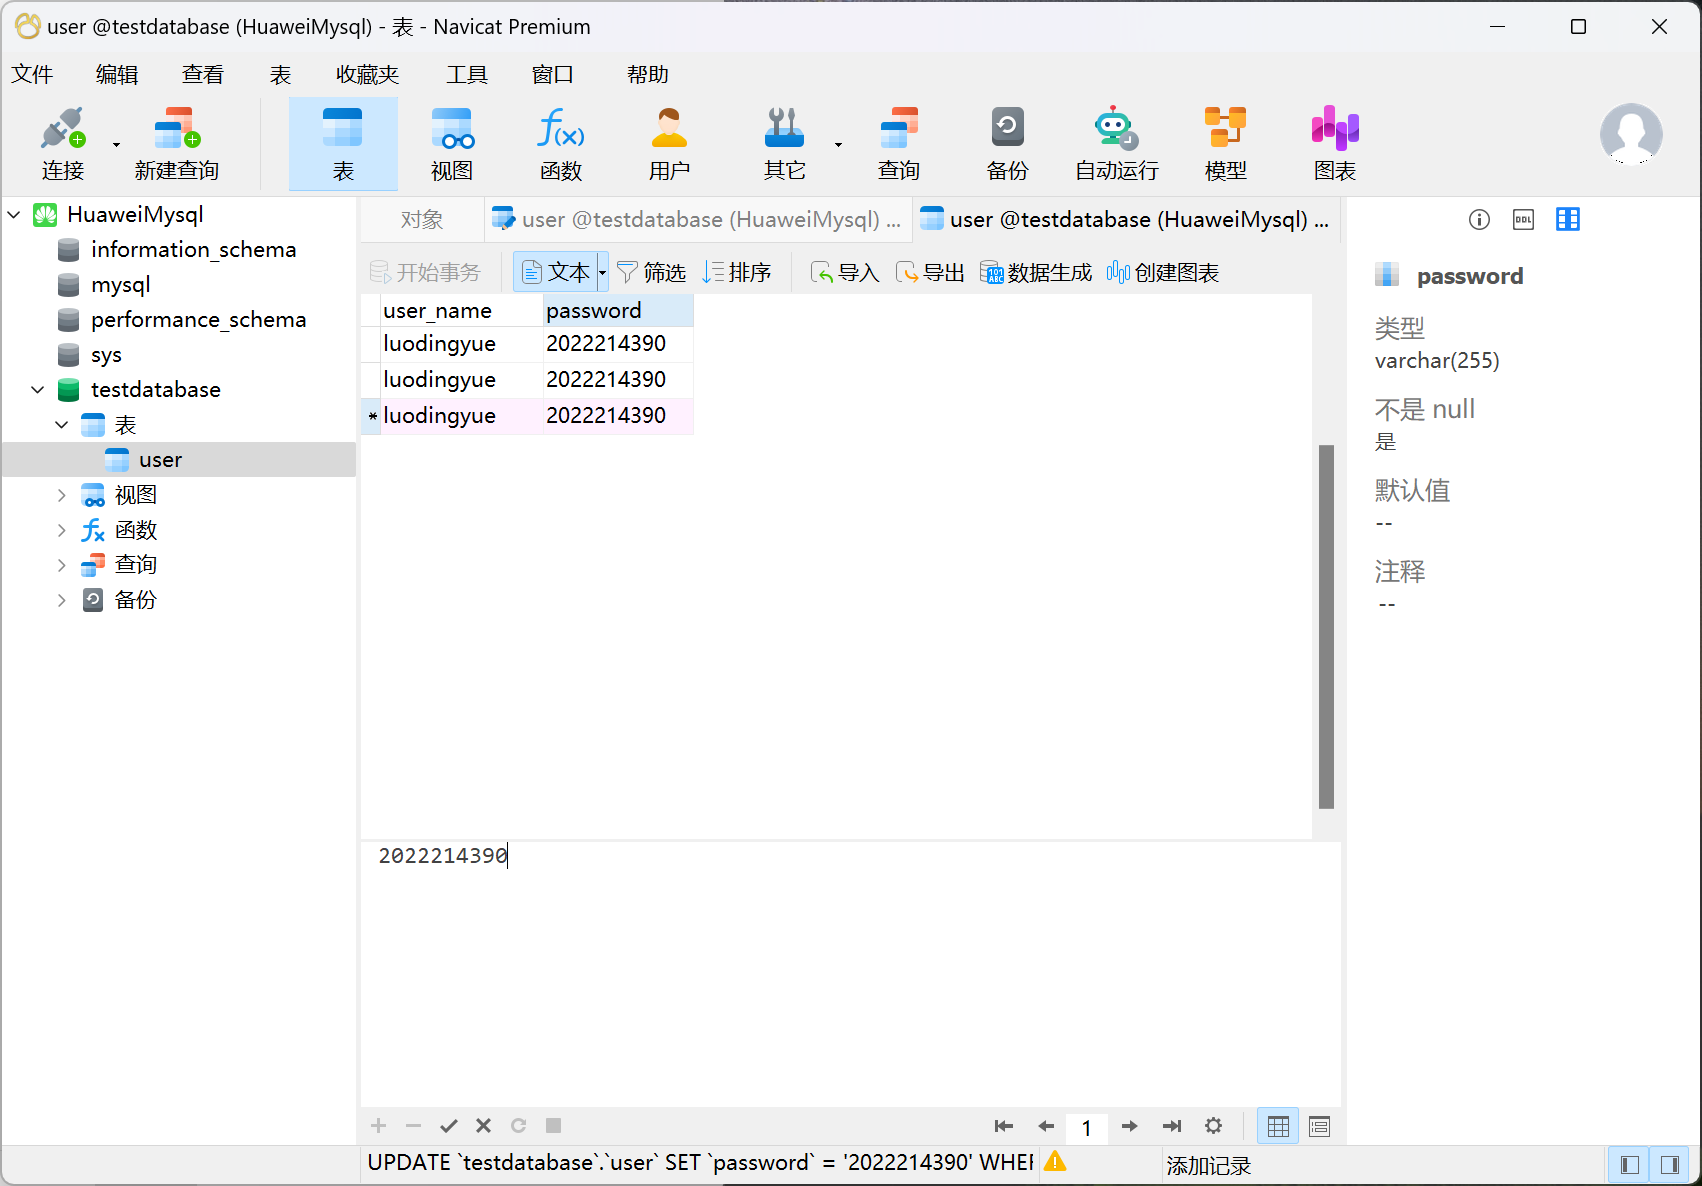 user @testdatabase (HuaweiMysql) - 表 - Navicat Premium
文件 编辑 查看 表 收藏夹 工具 窗口 帮助
连接 新建查询 表 视图 函数 用户 其它 查询 备份 自动运行 模型 图表
HuaweiMysql
information_schema
mysql
performance_schema
sys
testdatabase
表
user
视图
函数
查询
备份
对象 user @testdatabase (HuaweiMysql) ... user @testdatabase (HuaweiMysql) ...
开始事务 文本 筛选 排序 导入 导出 数据生成 创建图表
user_name password
luodingyue 2022214390
luodingyue 2022214390
* luodingyue 2022214390
2022214390
1
UPDATE `testdatabase`.`user` SET `password` = '2022214390' WHER
添加记录
DDL
password
类型
varchar(255)
不是 null
是
默认值
--
注释
--